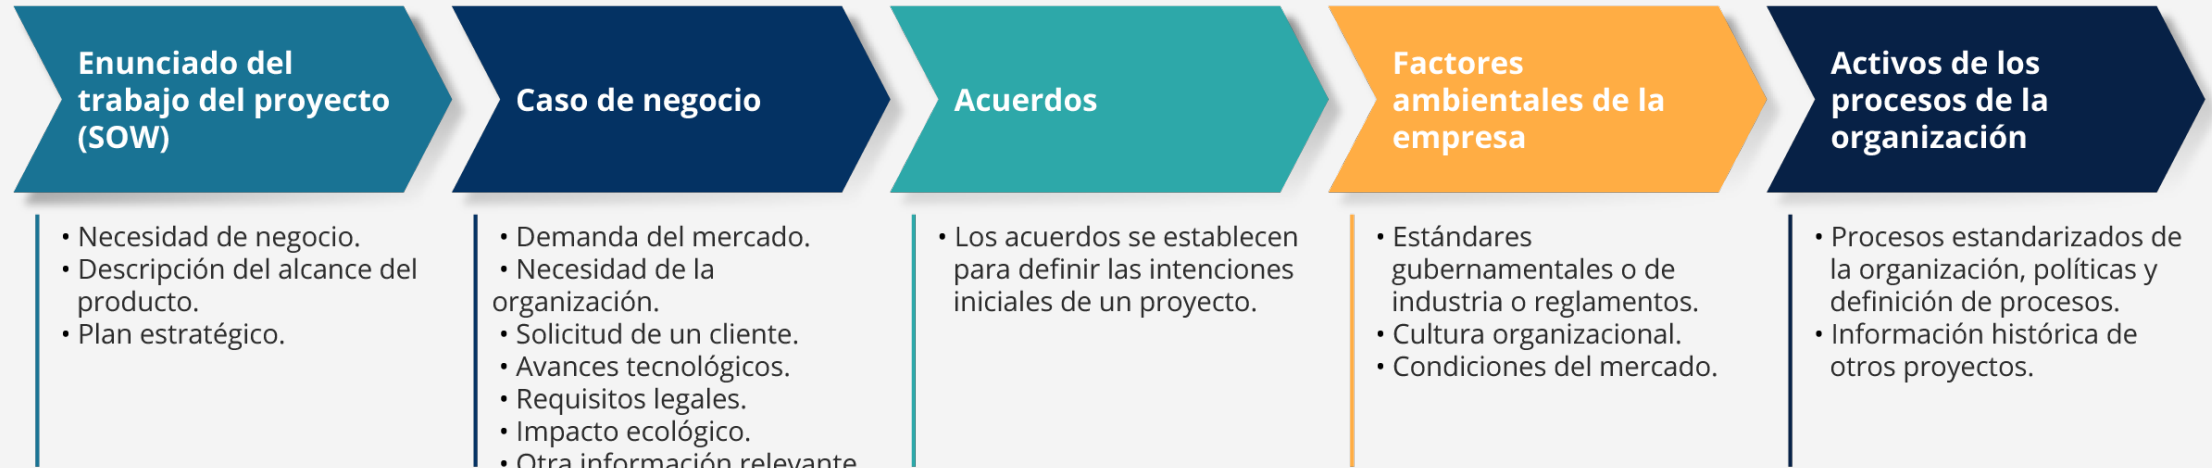 Enunciado del
trabajo del proyecto
(SOW)
• Necesidad de negocio.
• Descripción del alcance del
producto.
• Plan estratégico.
Caso de negocio
• Demanda del mercado.
• Necesidad de la
organización.
• Solicitud de un cliente.
• Avances tecnológicos.
• Requisitos legales.
• Impacto ecológico.
• Otra información relevante
Acuerdos
• Los acuerdos se establecen
para definir las intenciones
iniciales de un proyecto.
Factores
ambientales de la
empresa
• Estándares
gubernamentales o de
industria o reglamentos.
• Cultura organizacional.
• Condiciones del mercado.
Activos de los
procesos de la
organización
• Procesos estandarizados de
la organización, políticas y
definición de procesos.
• Información histórica de
otros proyectos.